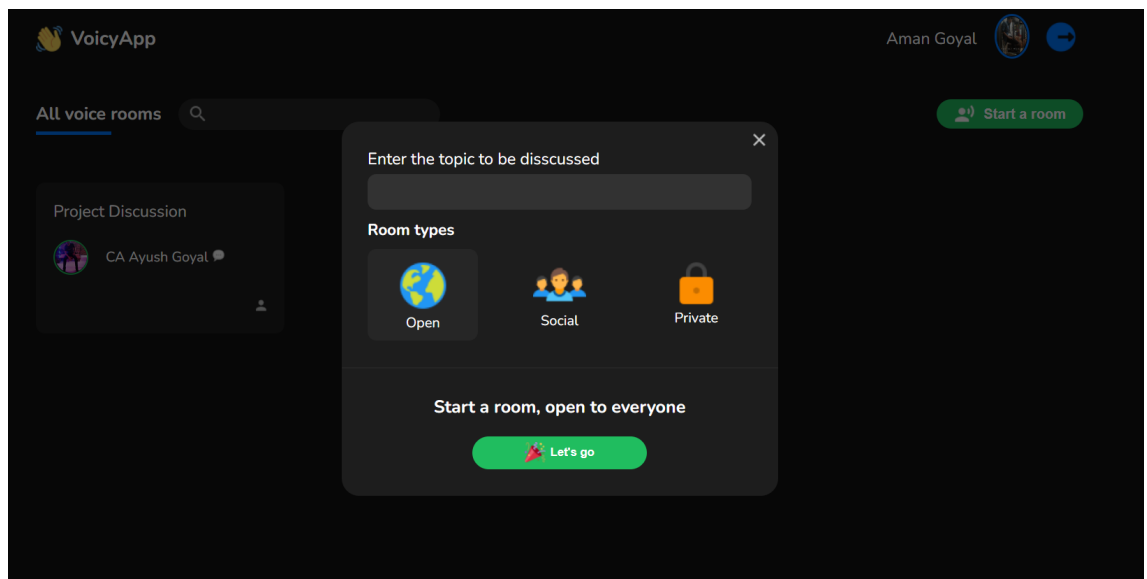 VoicyApp
Aman Goyal
All voice rooms
Start a room
Enter the topic to be disscussed
Project Discussion
Room types
CA Ayush Goyal
Open
Social
Private
Start a room, open to everyone
Let's go